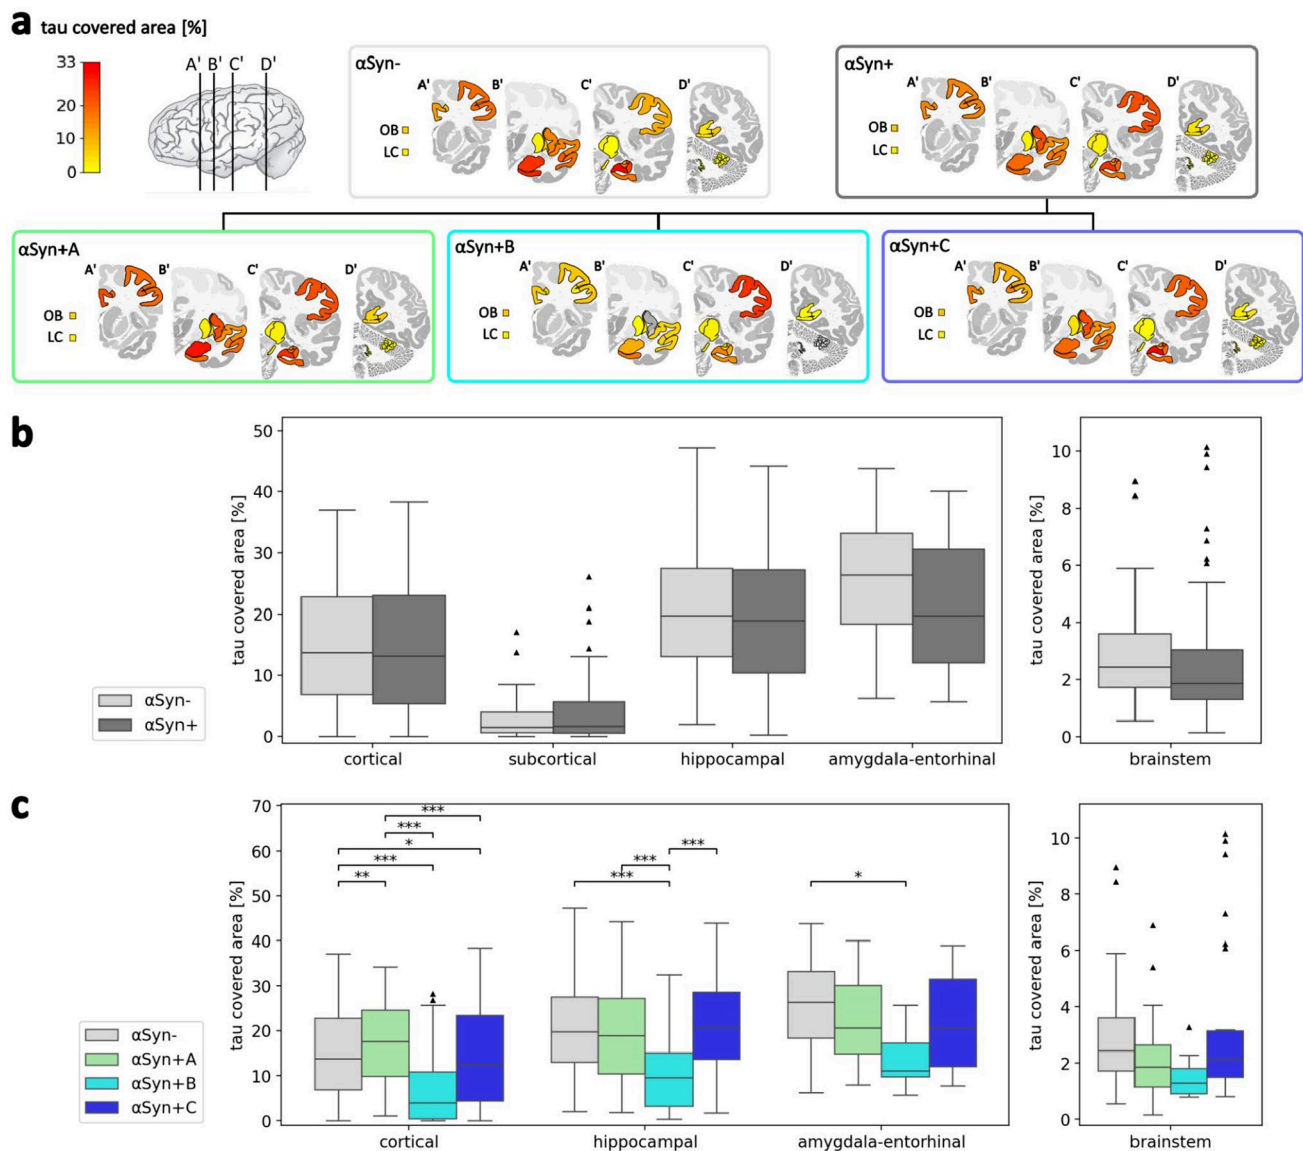 a tau covered area [%]
33
20
10
0
A' B' C' D'
αSyn-
A' B' C' D'
OB
LC
αSyn+
A' B' C' D'
OB
LC
αSyn+A
A' B' C' D'
OB
LC
αSyn+B
A' B' C' D'
OB
LC
αSyn+C
A' B' C' D'
OB
LC
b
tau covered area [%]
50
40
30
20
10
0
cortical subcortical hippocampal amygdala-entorhinal
αSyn-
αSyn+
tau covered area [%]
10
8
6
4
2
0
brainstem
c
tau covered area [%]
70
60
50
40
30
20
10
0
***
***
*
***
**
***
***
***
*
cortical hippocampal amygdala-entorhinal
αSyn-
αSyn+A
αSyn+B
αSyn+C
tau covered area [%]
10
8
6
4
2
0
brainstem